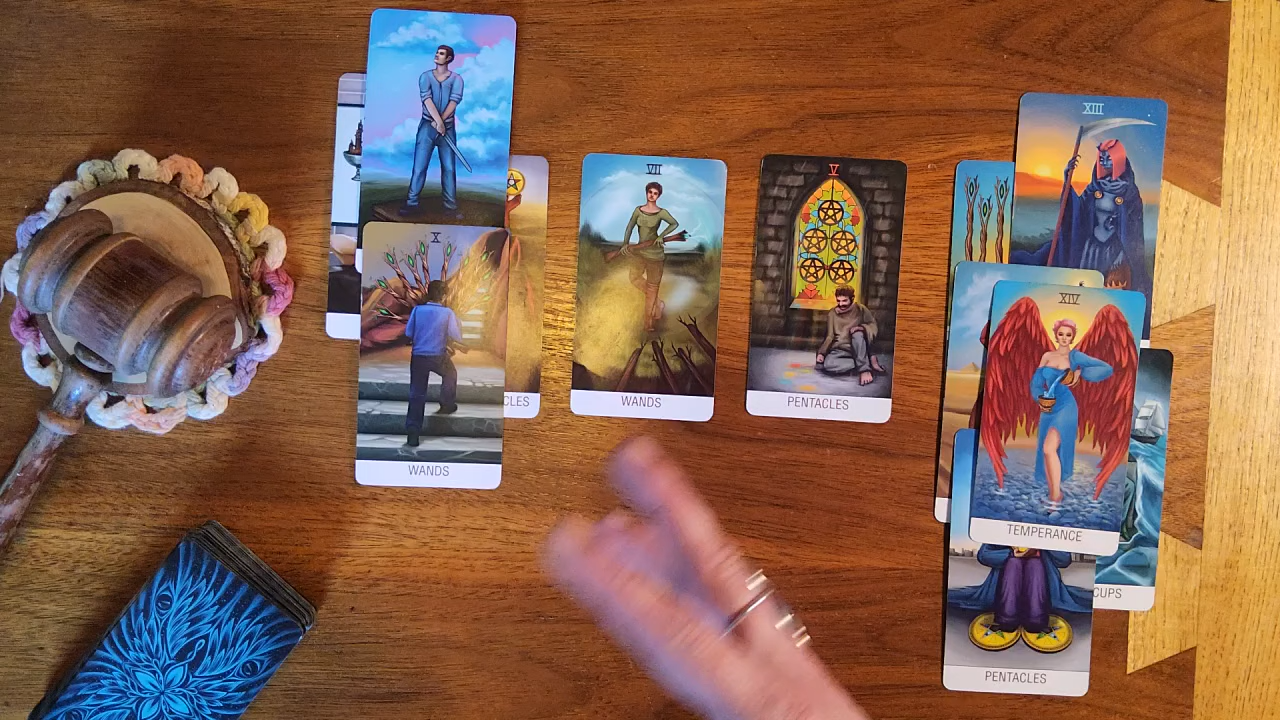 X
WANDS
CLES
VII
WANDS
V
PENTACLES
XIII
XIV
TEMPERANCE
CUPS
PENTACLES